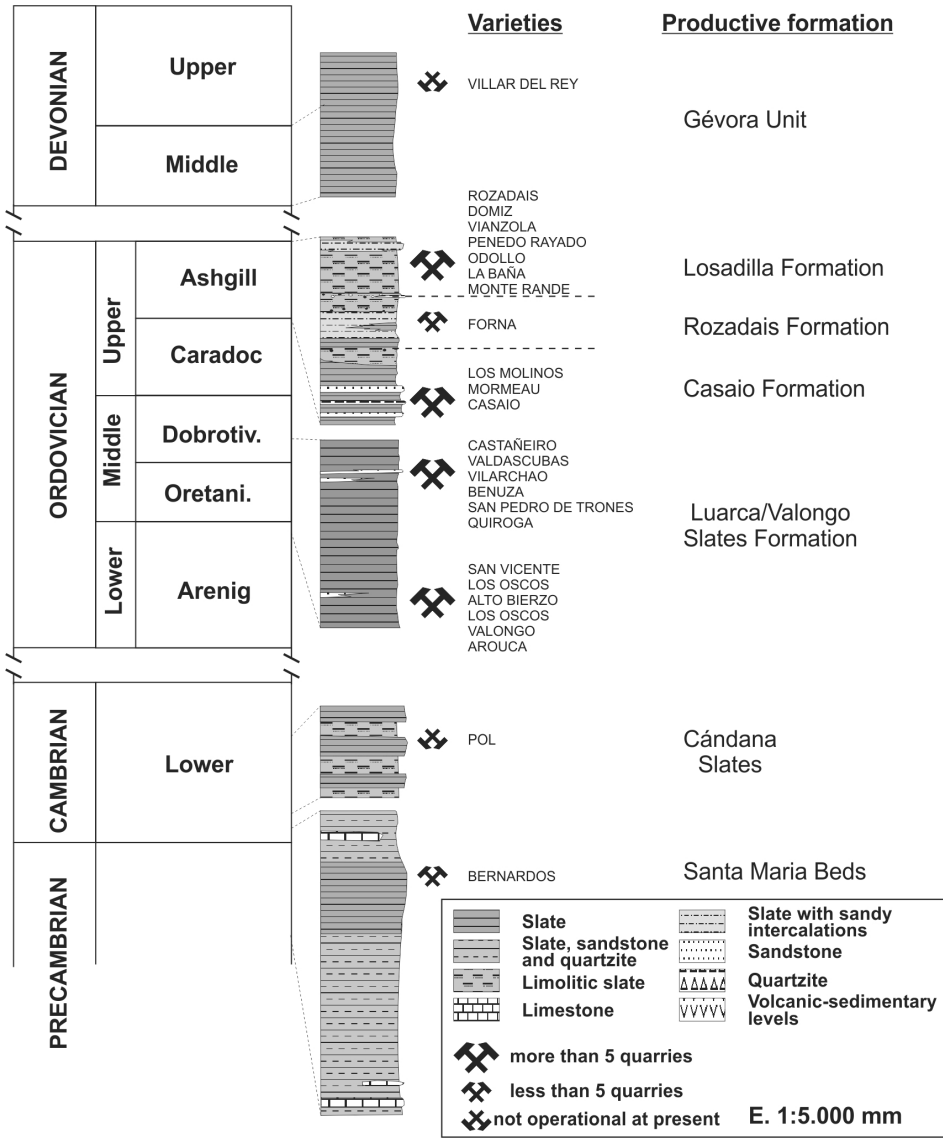 Varieties
Productive formation
DEVONIAN
Upper
Middle
VILLAR DEL REY
Gévora Unit
ORDOVICIAN
Upper
Ashgill
Caradoc
Middle
Dobrotiv.
Oretani.
Lower
Arenig
ROZADAIS
DOMIZ
VIANZOLA
PENEDO RAYADO
ODOLLO
LA BAÑA
MONTE RANDE
Losadilla Formation
FORNA
Rozadais Formation
LOS MOLINOS
MORMEAU
CASAIO
Casaio Formation
CASTAÑEIRO
VALDASCUBAS
VILARCHAO
BENUZA
SAN PEDRO DE TRONES
QUIROGA
Luarca/Valongo
Slates Formation
SAN VICENTE
LOS OSCOS
ALTO BIERZO
LOS OSCOS
VALONGO
AROUCA
CAMBRIAN
Lower
POL
Cándana
Slates
PRECAMBRIAN
BERNARDOS
Santa Maria Beds
Slate
Slate, sandstone
and quartzite
Limolitic slate
Limestone
Slate with sandy
intercalations
Sandstone
Quartzite
Volcanic-sedimentary
levels
more than 5 quarries
less than 5 quarries
not operational at present
E. 1:5.000 mm